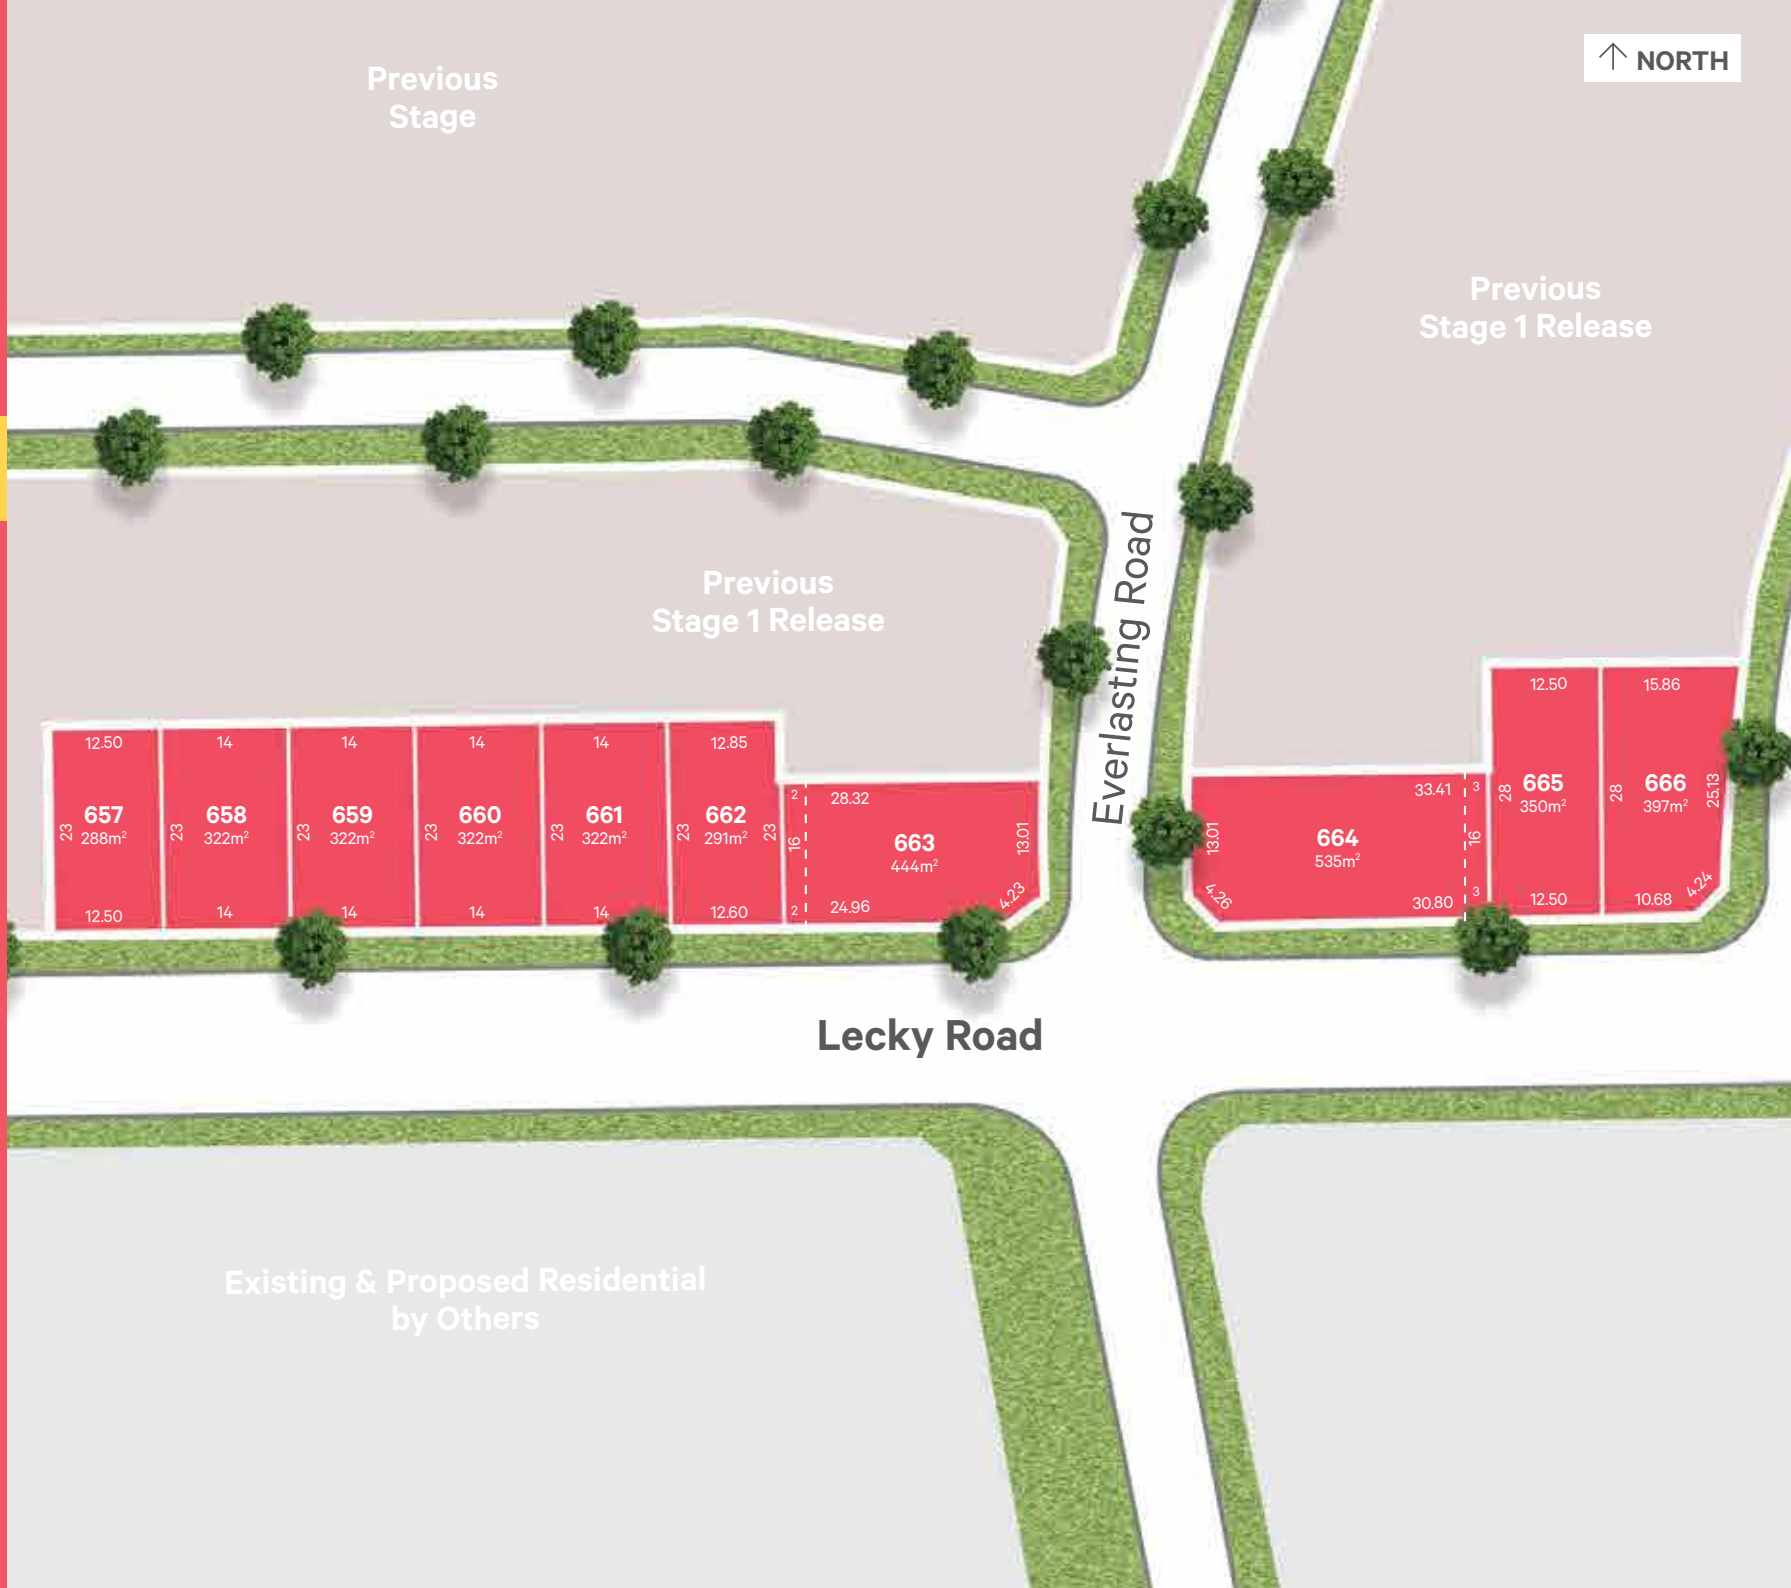 Previous
Stage
NORTH
Previous
Stage 1 Release
Previous
Stage 1 Release
Everlasting Road
12.50
14
14
14
14
12.85
23
657
288m²
23
658
322m²
23
659
322m²
23
660
322m²
23
661
322m²
23
662
291m²
23
12.50
14
14
14
14
12.60
2
28.32
16
663
444m²
13.01
2
24.96
4.23
33.41
3
13.01
664
535m²
16
4.26
30.80
3
12.50
28
665
350m²
12.50
15.86
28
666
397m²
25.13
10.68
4.24
Lecky Road
Existing & Proposed Residential
by Others